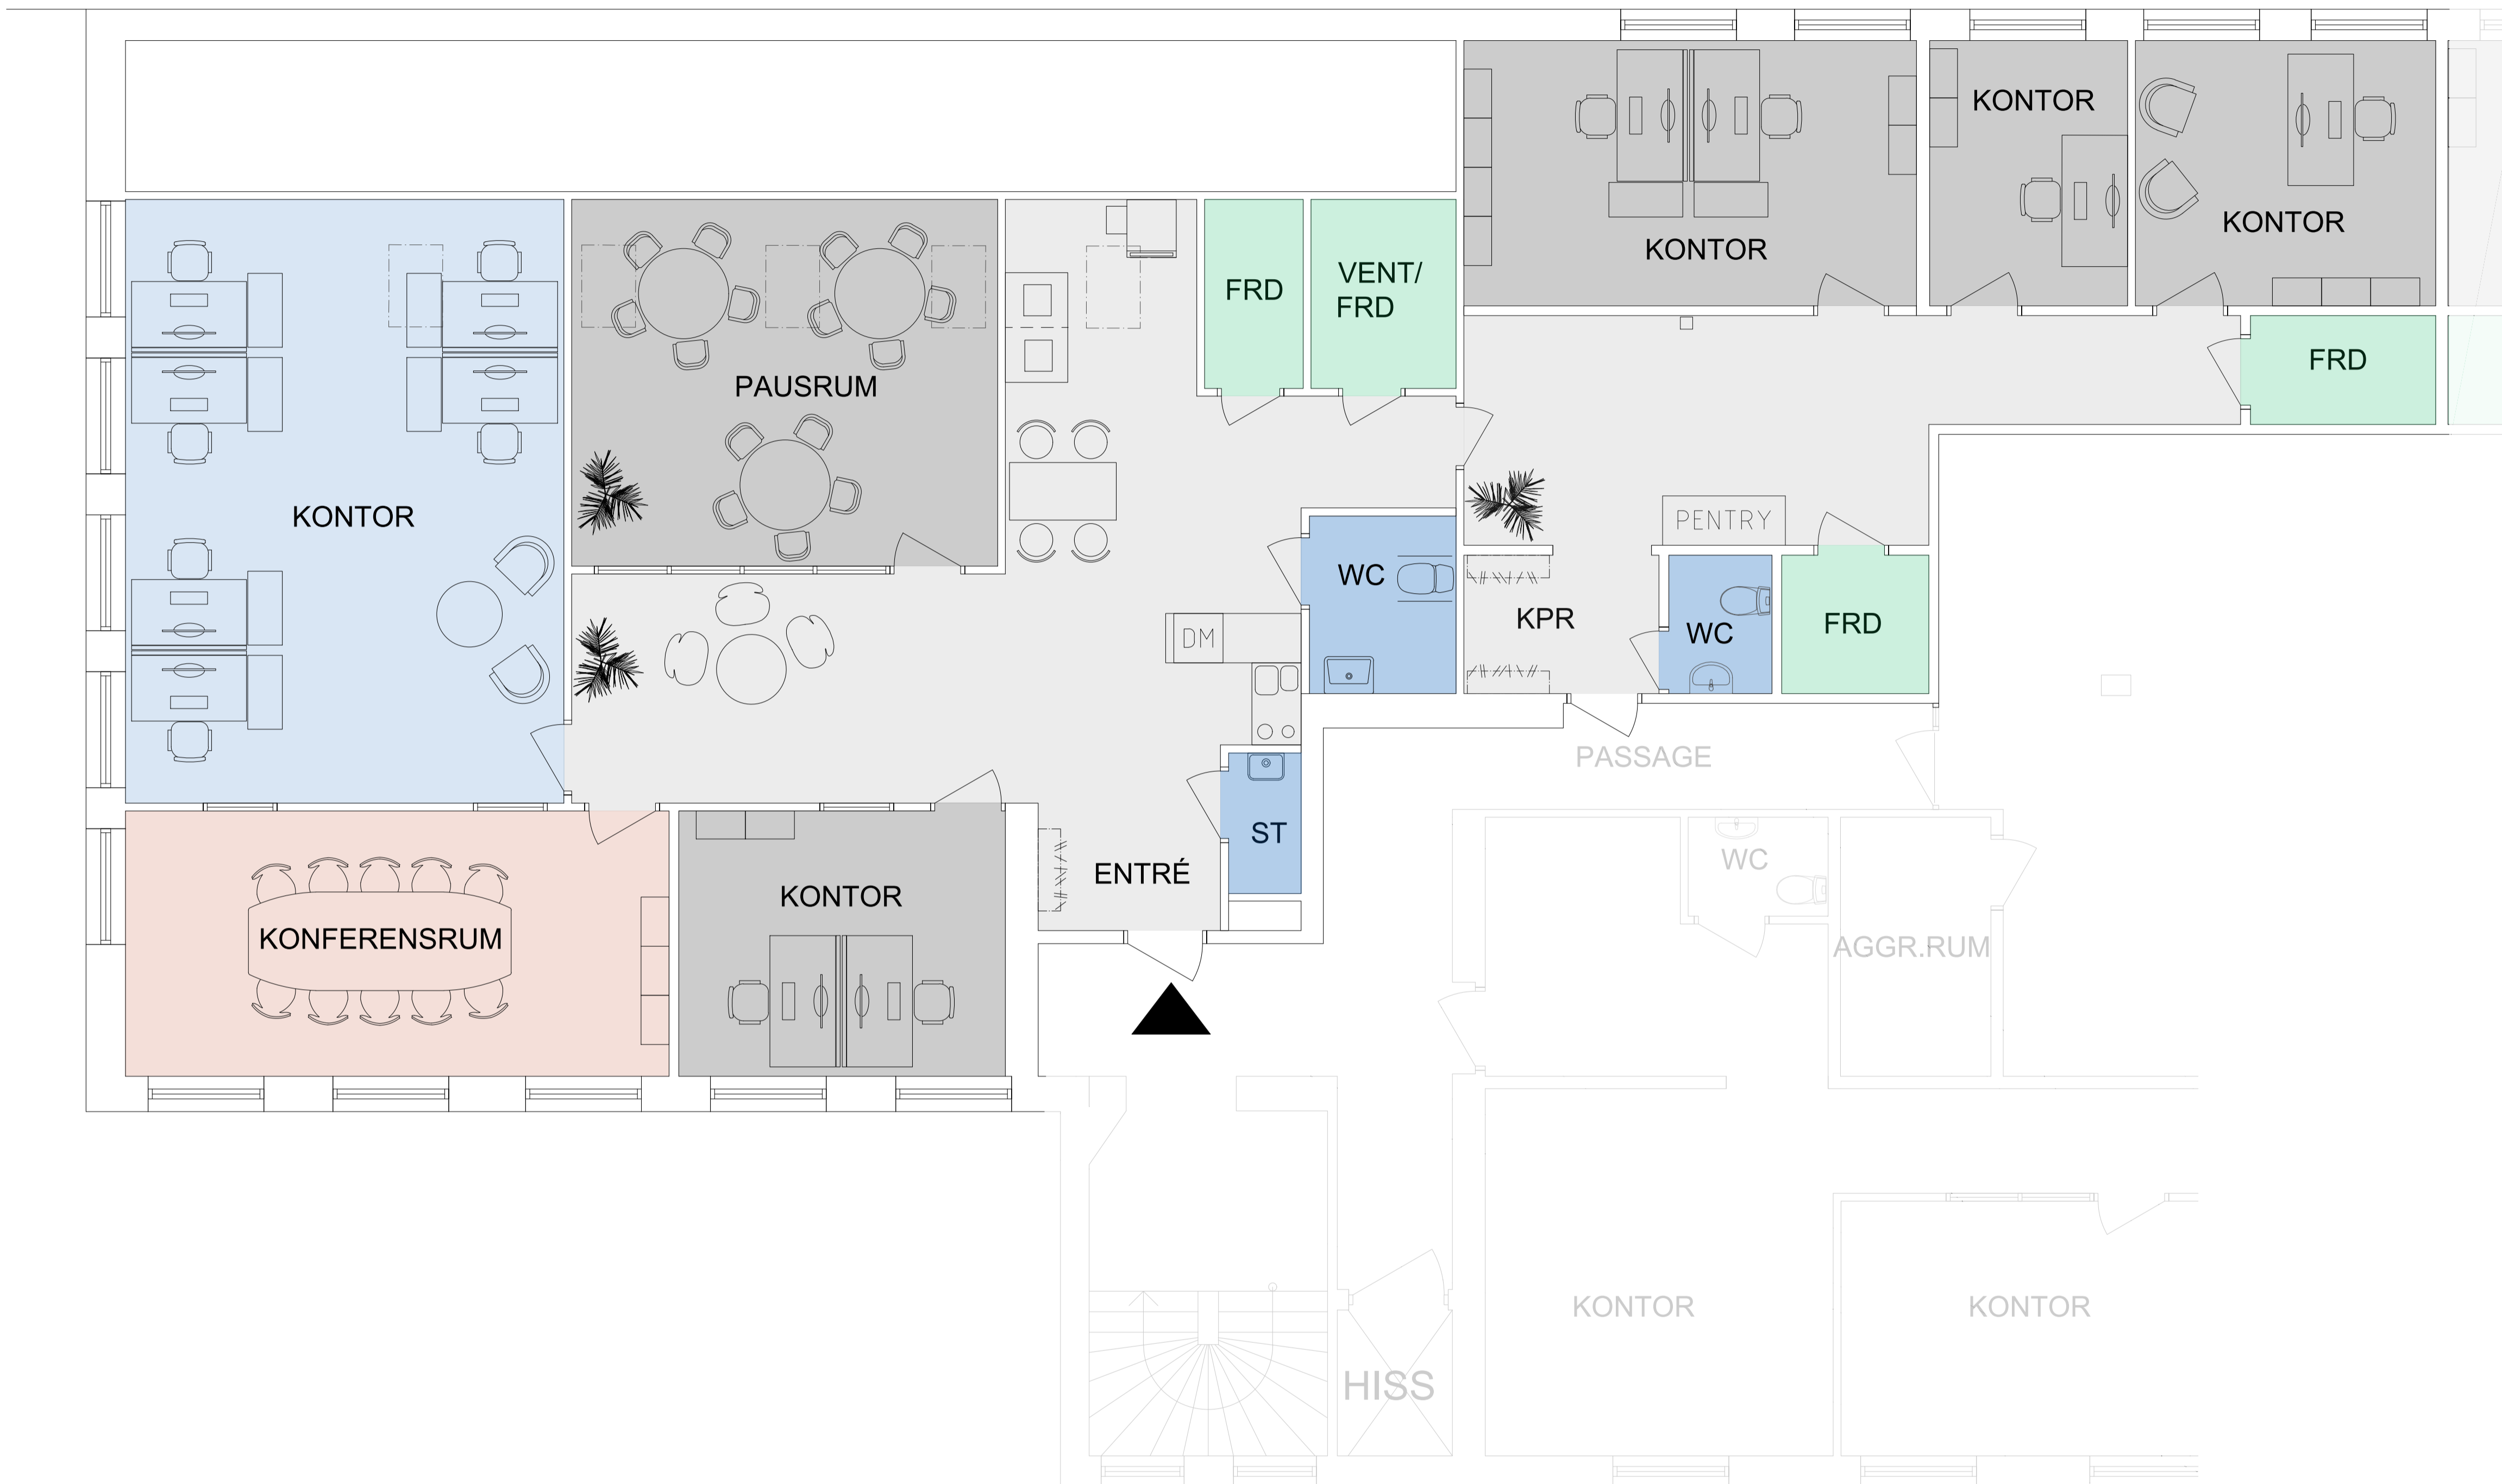 KONTOR
KONTOR
KONTOR
FRD
VENT/
FRD
FRD
PAUSRUM
KONTOR
PENTRY
WC
KPR
WC
FRD
DM
PASSAGE
ST
WC
ENTRÉ
KONTOR
KONFERENSRUM
AGGR.RUM
KONTOR
KONTOR
HISS